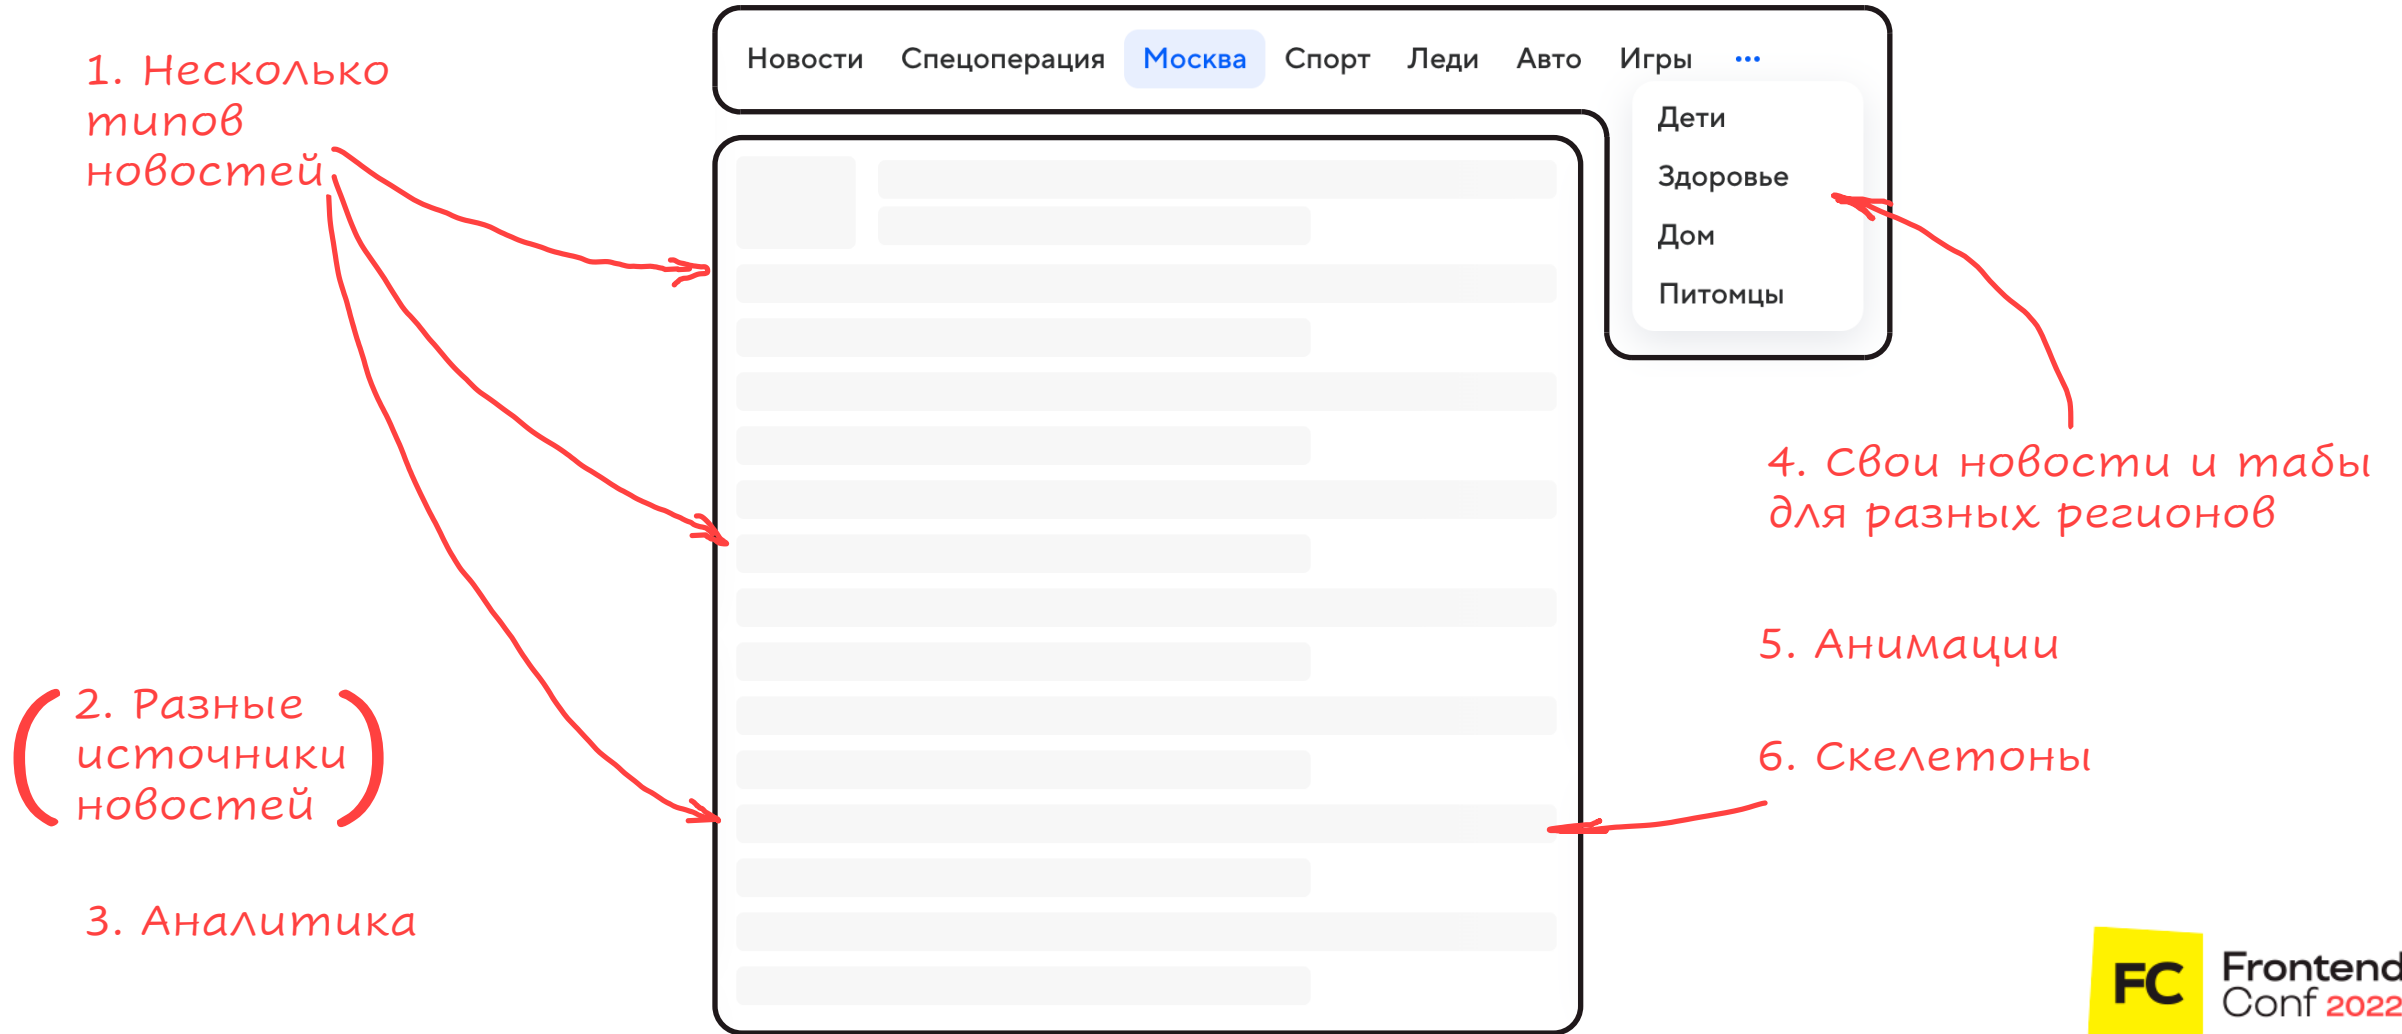 1. Несколько
типов
новостей
2. Разные
источники
новостей
3. Аналитика
Новости Спецоперация Москва Спорт Леди Авто Игры ...
Дети
Здоровье
Дом
Питомцы
4. Свои новости и табы
для разных регионов
5. Анимации
6. Скелетоны
FC
Frontend
Conf 2022